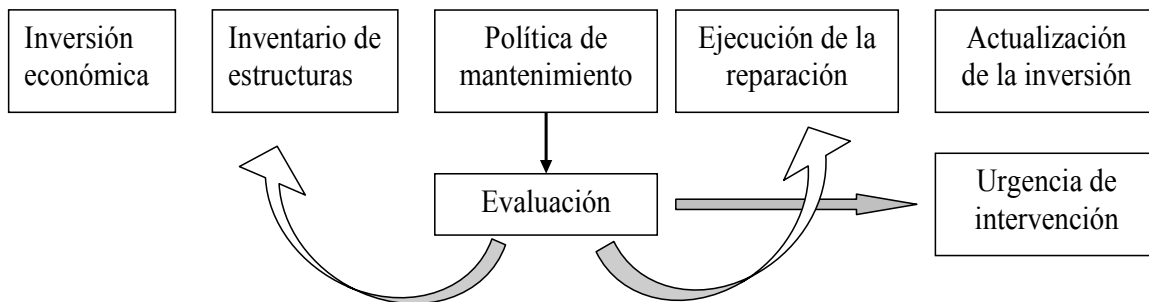 Inversión
económica
Inventario de
estructuras
Política de
mantenimiento
Ejecución de la
reparación
Actualización
de la inversión
Evaluación
Urgencia de
intervención